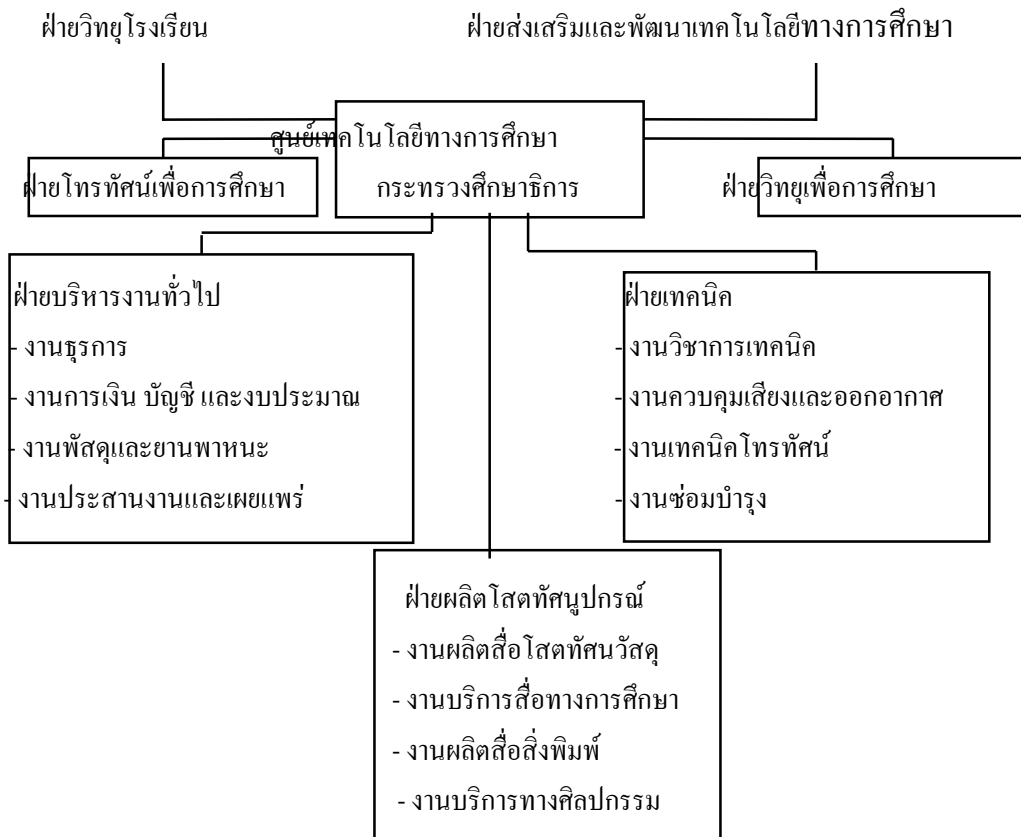 ฝ่ายวิทยุโรงเรียน
ฝ่ายส่งเสริมและพัฒนาเทคโนโลยีทางการศึกษา
ศูนย์เทคโนโลยีทางการศึกษา
กระทรวงศึกษาธิการ
ฝ่ายโทรทัศน์เพื่อการศึกษา
ฝ่ายวิทยุเพื่อการศึกษา
ฝ่ายบริหารงานทั่วไป
- งานธุรการ
- งานการเงิน บัญชี และงบประมาณ
- งานพัสดุและยานพาหนะ
- งานประสานงานและเผยแพร่
ฝ่ายเทคนิค
- งานวิชาการเทคนิค
- งานควบคุมเสียงและออกอากาศ
- งานเทคนิคโทรทัศน์
- งานซ่อมบำรุง
ฝ่ายผลิตโสตทัศนูปกรณ์
- งานผลิตสื่อโสตทัศนวัสดุ
- งานบริการสื่อทางการศึกษา
- งานผลิตสื่อสิ่งพิมพ์
- งานบริการทางศิลปกรรม